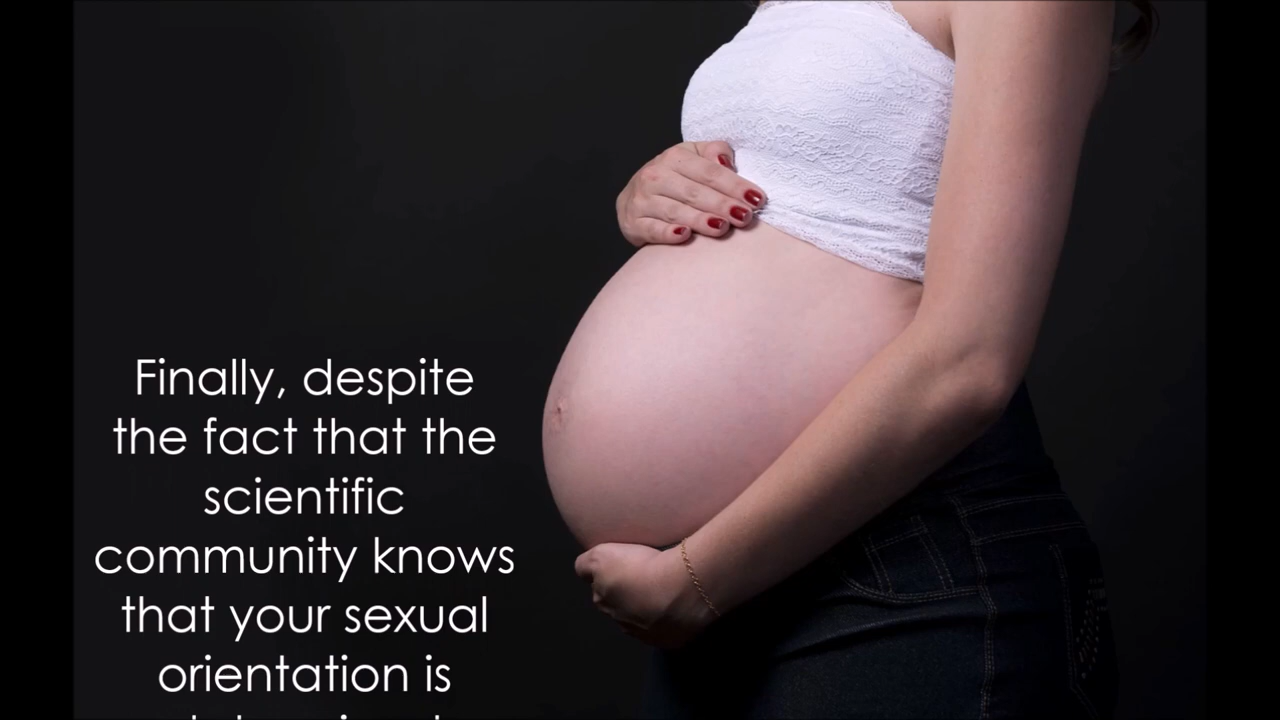 Finally, despite
the fact that the
scientific
community knows
that your sexual
orientation is